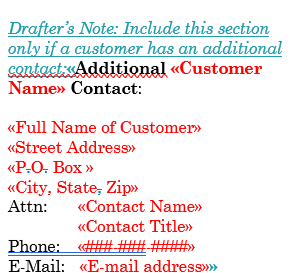 Drafter's Note: Include this section
only if a customer has an additional
contact:«Additional «Customer
Name» Contact:
«Full Name of Customer»
«Street Address»
«P.O. Box »
«City, State, Zip»
Attn: «Contact Name»
«Contact Title»
Phone: «###-###-####»
E-Mail: «E-mail address»»